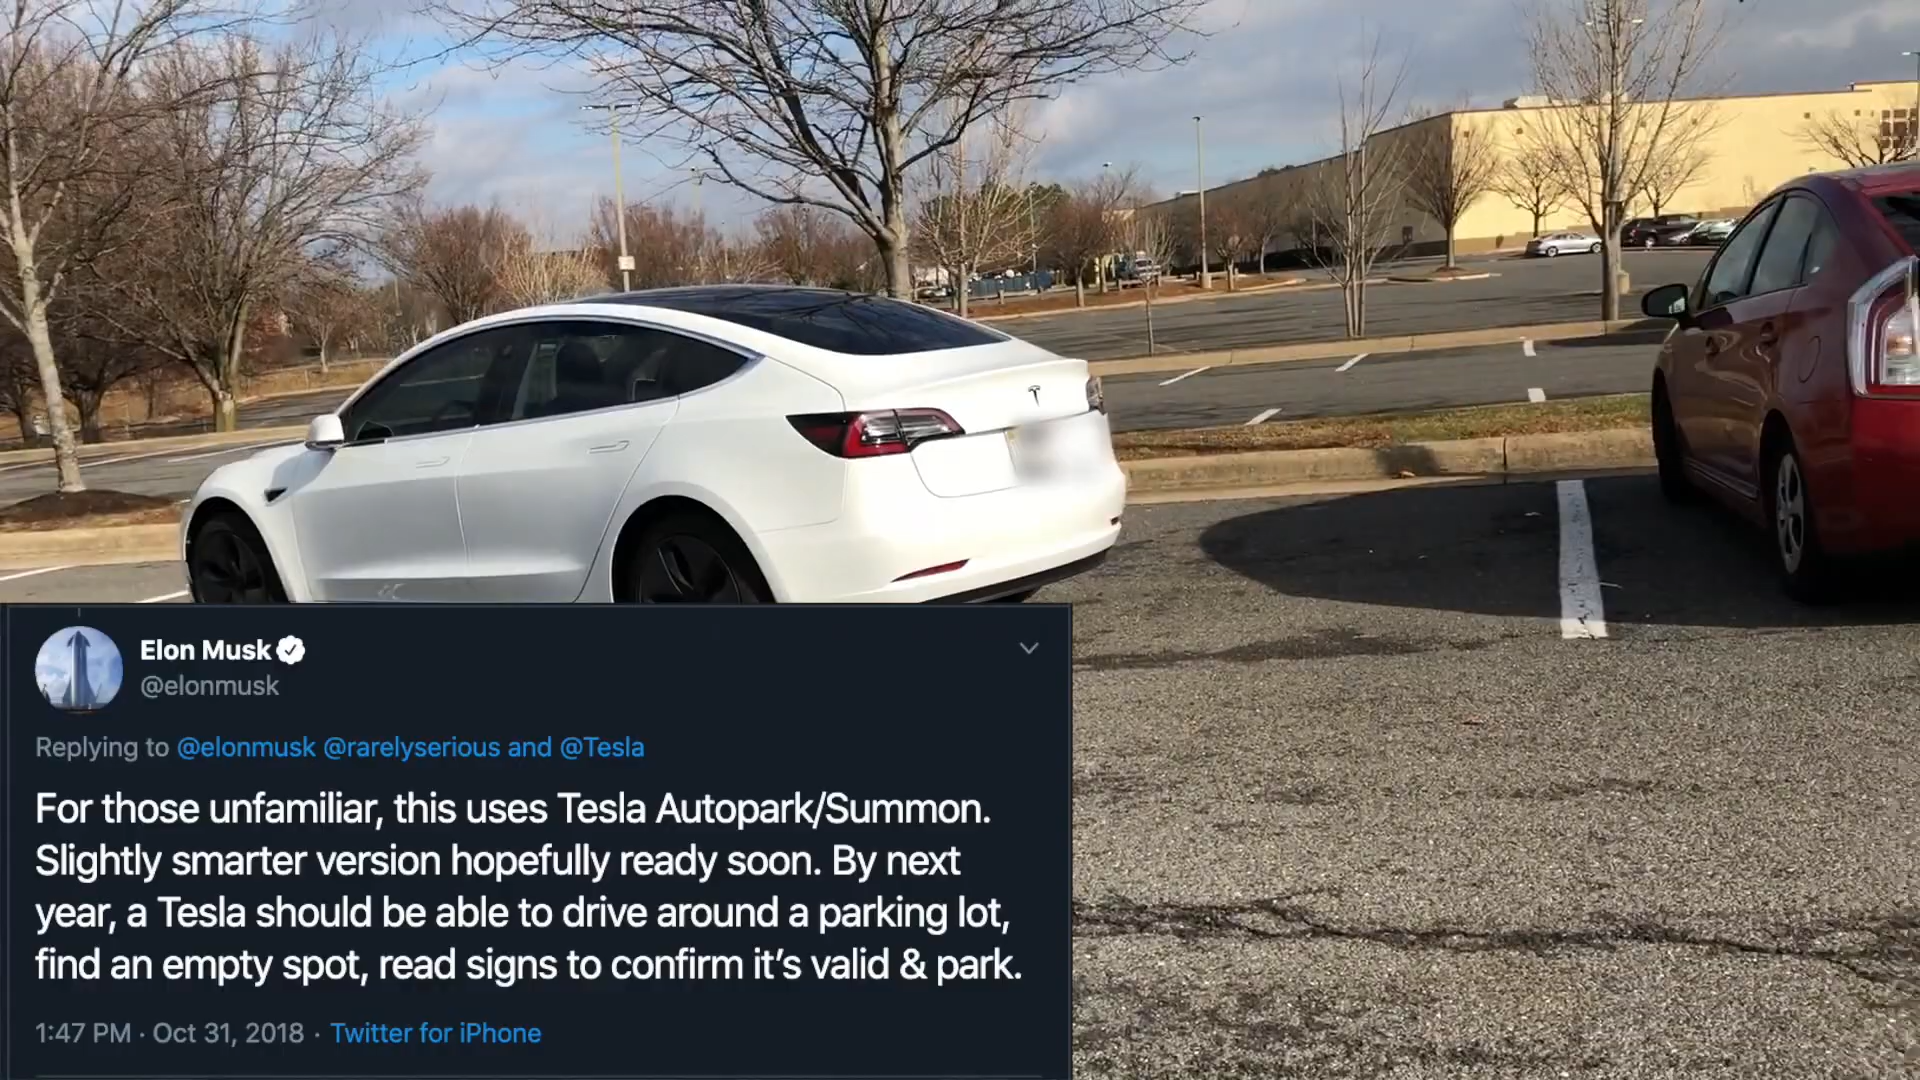 Elon Musk
@elonmusk
Replying to @elonmusk @rarelyserious and @Tesla
For those unfamiliar, this uses Tesla Autopark/Summon.
Slightly smarter version hopefully ready soon. By next
year, a Tesla should be able to drive around a parking lot,
find an empty spot, read signs to confirm it’s valid & park.
1:47 PM · Oct 31, 2018 · Twitter for iPhone